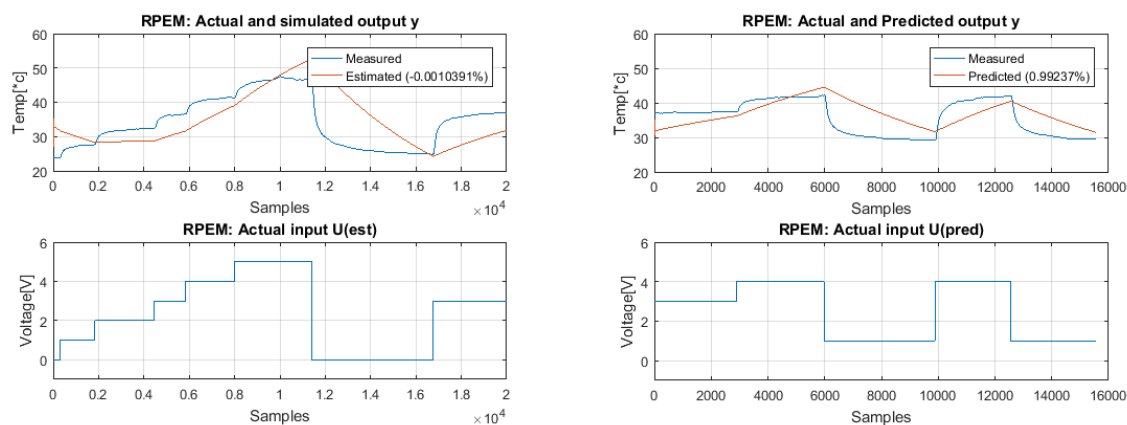 RPEM: Actual and simulated output y
60
50
40
30
20
Temp[*c]
Measured
Estimated (-0.0010391%)
0 0.2 0.4 0.6 0.8 1 1.2 1.4 1.6 1.8 20
Samples
× 10^4
RPEM: Actual and Predicted output y
60
50
40
30
20
Temp[*c]
Measured
Predicted (0.99237%)
0 2000 4000 6000 8000 10000 12000 14000 16000
Samples
RPEM: Actual input U(est)
6
4
2
0
Voltage[V]
0 0.2 0.4 0.6 0.8 1 1.2 1.4 1.6 1.8 20
Samples
× 10^4
RPEM: Actual input U(pred)
6
4
2
0
Voltage[V]
0 2000 4000 6000 8000 10000 12000 14000 16000
Samples